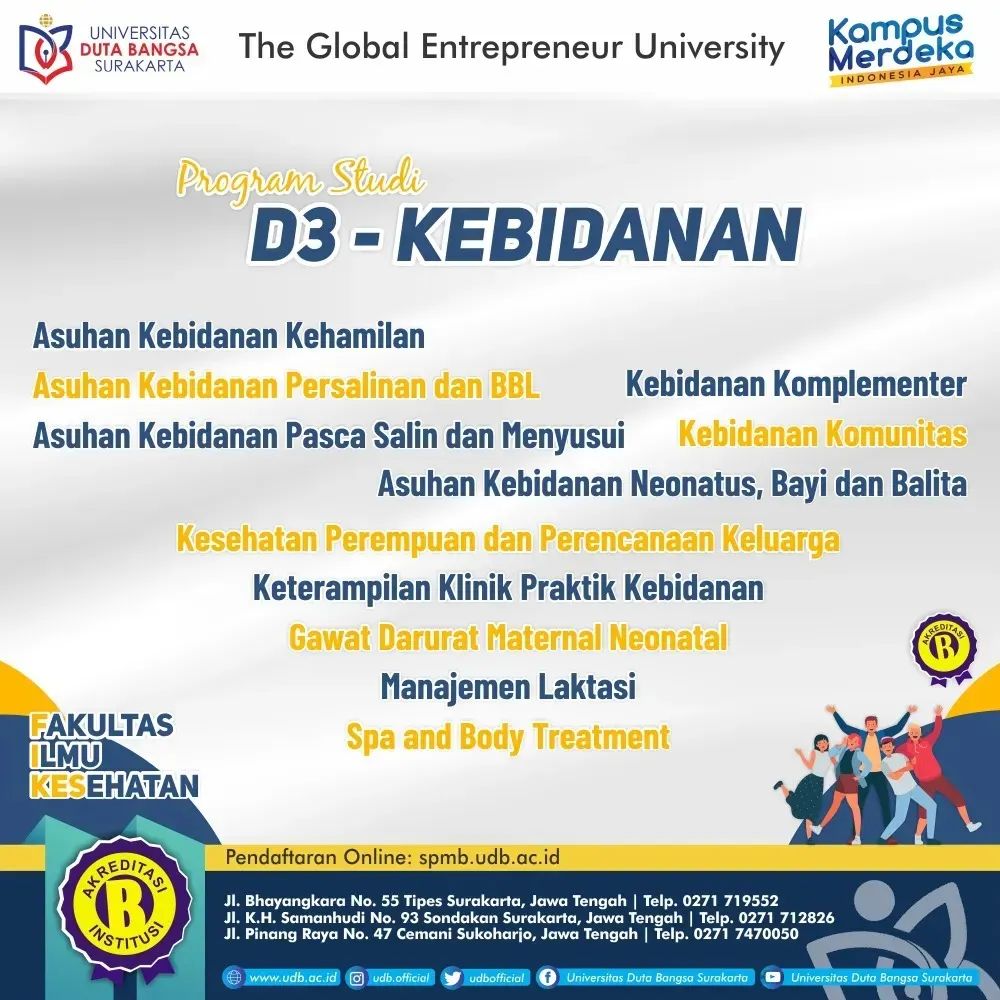 UNIVERSITAS
DUTA BANGSA
SURAKARTA
The Global Entrepreneur University
Kampus
Merdeka
INDONESIA JAYA
Program Studi
D3 - KEBIDANAN
Asuhan Kebidanan Kehamilan
Asuhan Kebidanan Persalinan dan BBL
Kebidanan Komplementer
Asuhan Kebidanan Pasca Salin dan Menyusui
Kebidanan Komunitas
Asuhan Kebidanan Neonatus, Bayi dan Balita
Kesehatan Perempuan dan Perencanaan Keluarga
Keterampilan Klinik Praktik Kebidanan
Gawat Darurat Maternal Neonatal
Manajemen Laktasi
Spa and Body Treatment
AKREDITASI
B
FAKULTAS
ILMU
KESEHATAN
AKREDITASI
B
INSTITUSI
Pendaftaran Online: spmb.udb.ac.id
Jl. Bhayangkara No. 55 Tipes Surakarta, Jawa Tengah | Telp. 0271 719552
Jl. K.H. Samanhudi No. 93 Sondakan Surakarta, Jawa Tengah | Telp. 0271 712826
Jl. Pinang Raya No. 47 Cemani Sukoharjo, Jawa Tengah | Telp. 0271 7470050
www.udb.ac.id udb.official udbofficial Universitas Duta Bangsa Surakarta Universitas Duta Bangsa Surakarta